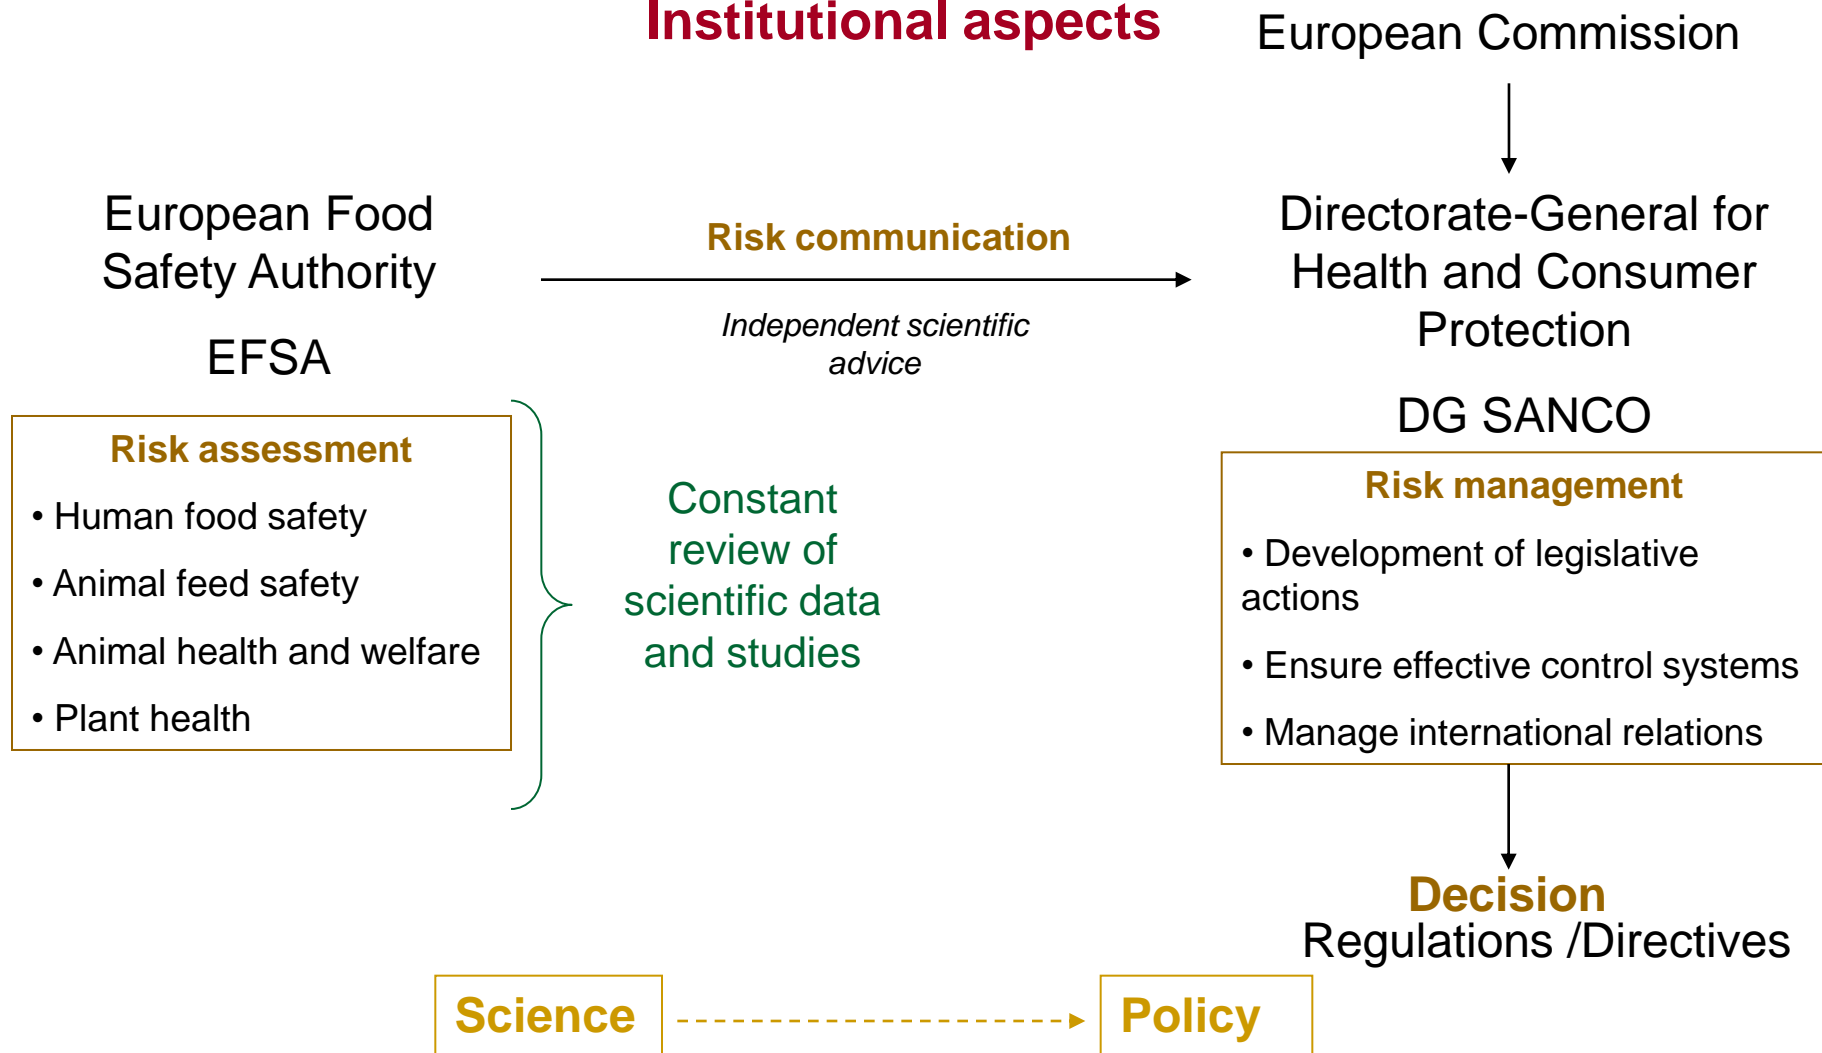 Institutional aspects
European Commission
European Food
Safety Authority
EFSA
Risk communication
Independent scientific
advice
Directorate-General for
Health and Consumer
Protection
DG SANCO
Risk assessment
• Human food safety
• Animal feed safety
• Animal health and welfare
• Plant health
Constant
review of
scientific data
and studies
Risk management
• Development of legislative
actions
• Ensure effective control systems
• Manage international relations
Decision
Regulations /Directives
Science
Policy